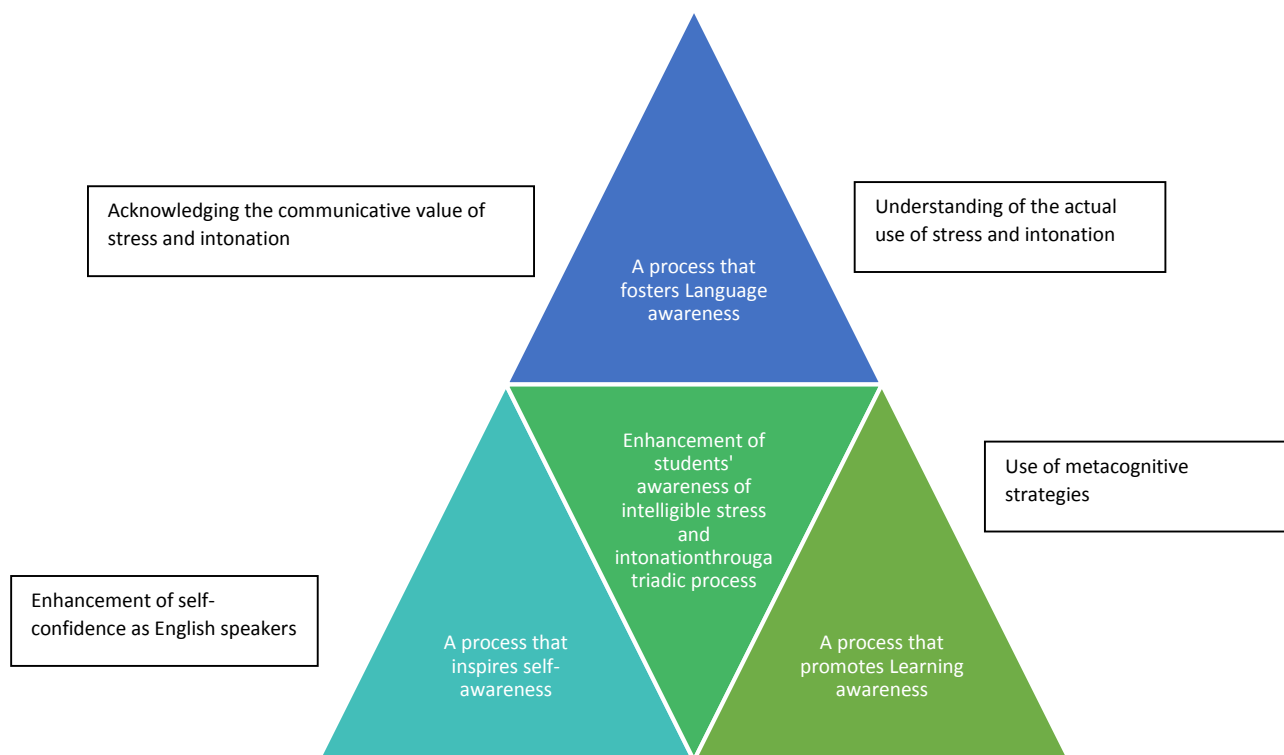 Acknowledging the communicative value of
stress and intonation
Understanding of the actual
use of stress and intonation
A process that
fosters Language
awareness
Enhancement of
students'
awareness of
intelligible stress
and
intonationthrouga
triadic process
Use of metacognitive
strategies
Enhancement of self-
confidence as English speakers
A process that
inspires self-
awareness
A process that
promotes Learning
awareness